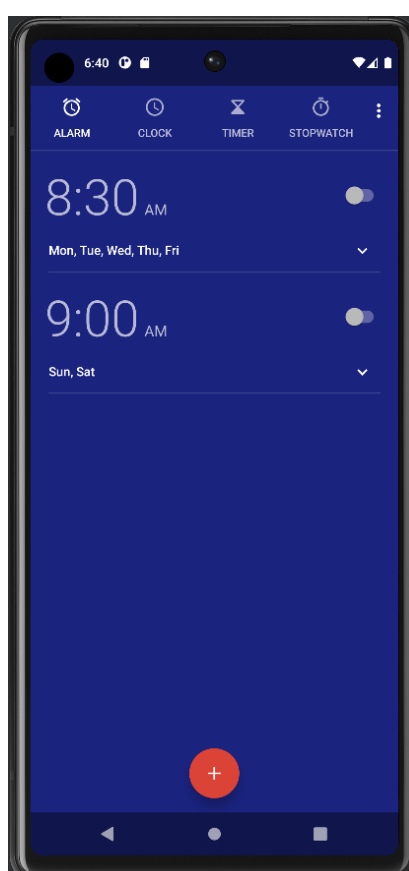 6:40
ALARM CLOCK TIMER STOPWATCH
8:30 AM
Mon, Tue, Wed, Thu, Fri
9:00 AM
Sun, Sat